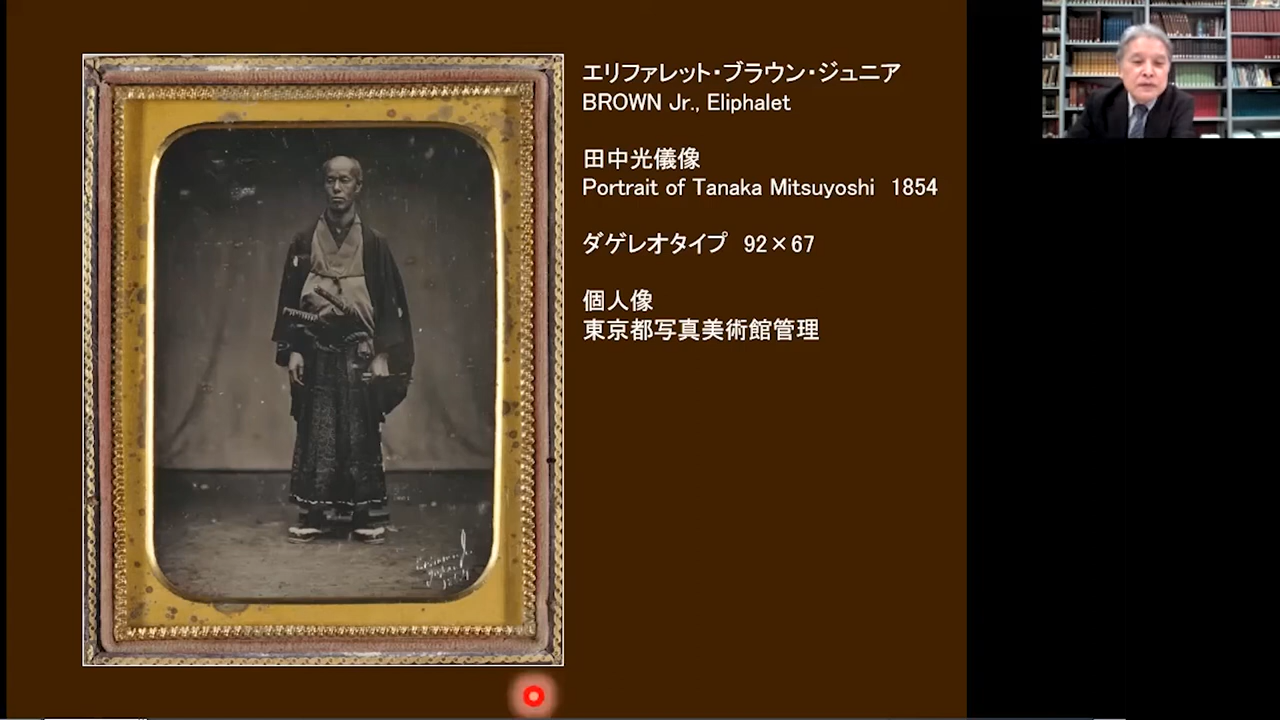 エリファレット・ブラウン・ジュニア
BROWN Jr., Eliphalet
田中光儀像
Portrait of Tanaka Mitsuyoshi 1854
ダゲレオタイプ 92×67
個人像
東京都写真美術館管理